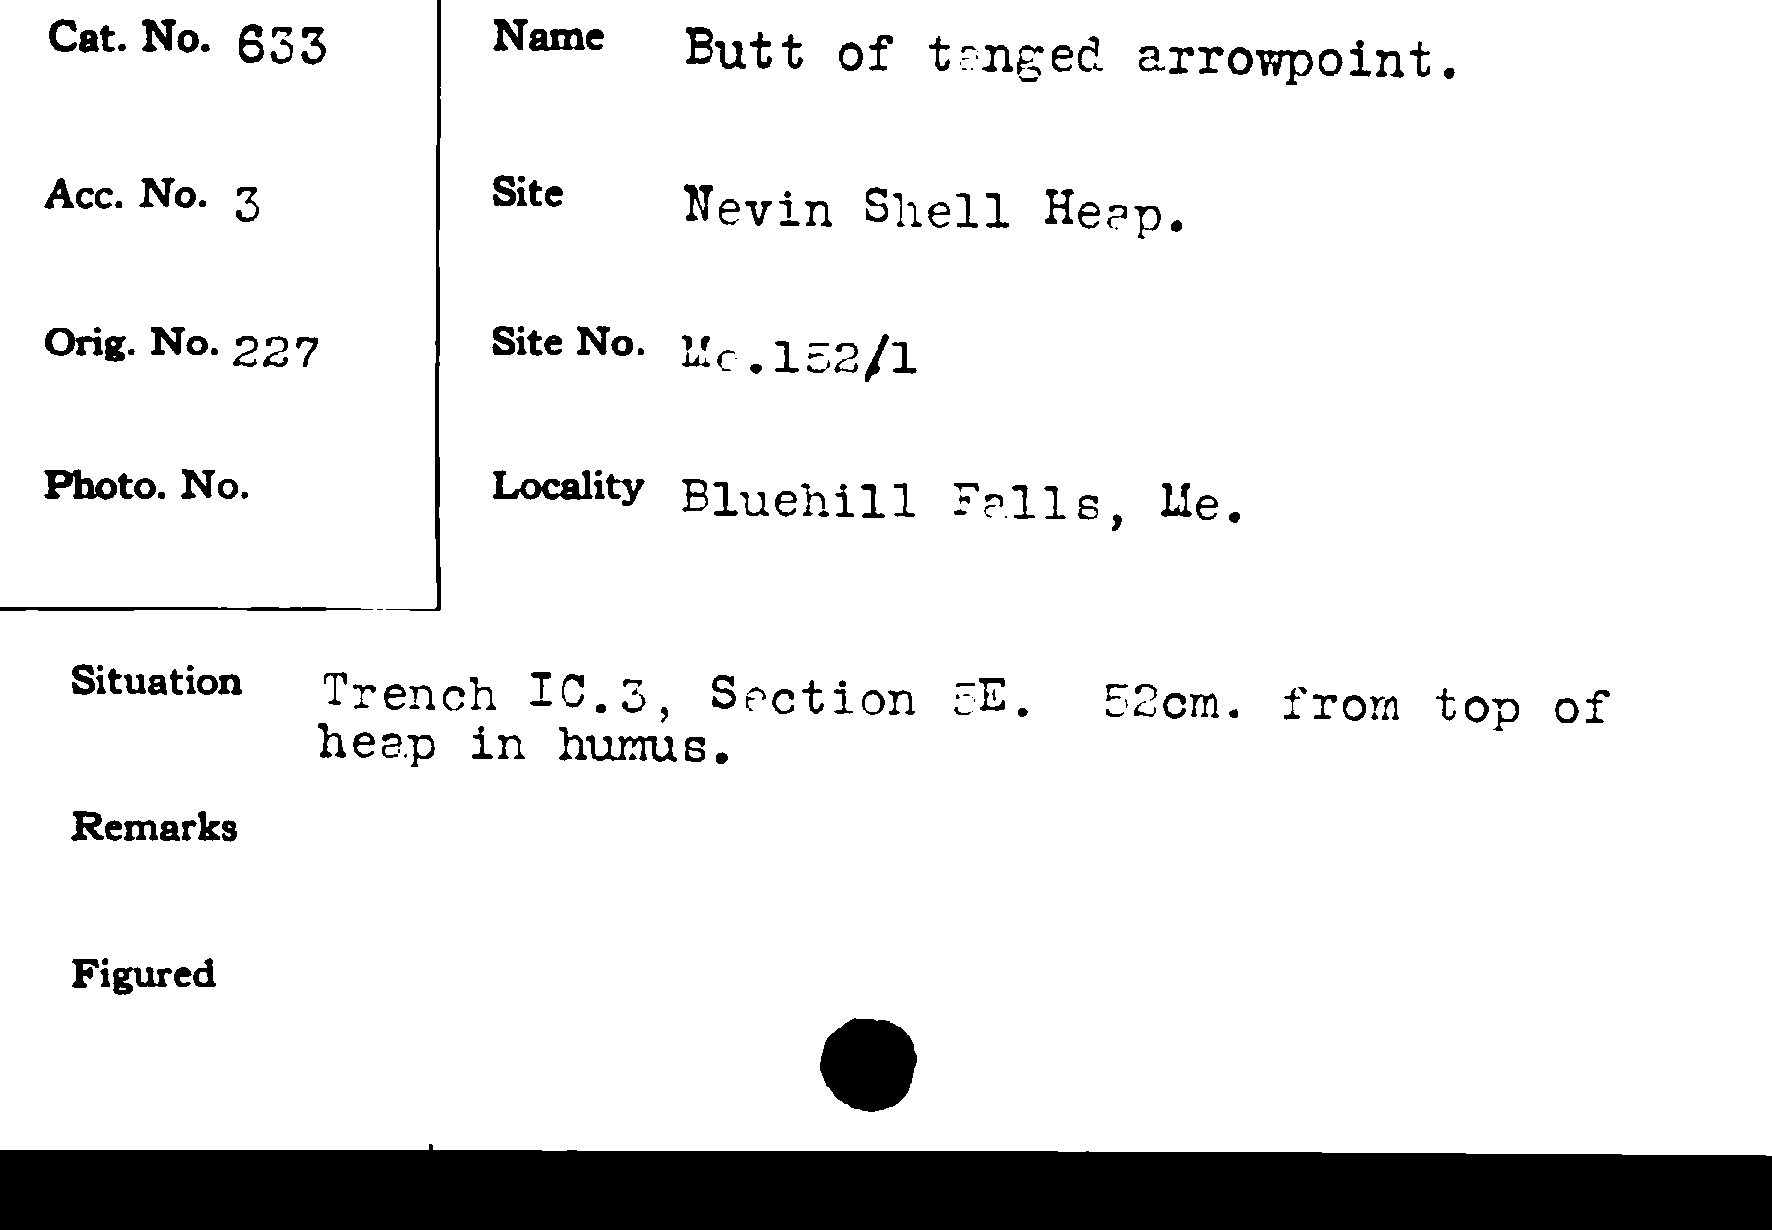 Cat. No. 633
Name Butt of tanged arrowpoint.
Acc. No. 3
Site Nevin Shell Heap.
Orig. No. 227
Site No. Me.152/1
Photo. No.
Locality Bluehill Falls, Me.
Situation Trench IC.3, Section 5E. 52cm. from top of
heap in humus.
Remarks
Figured